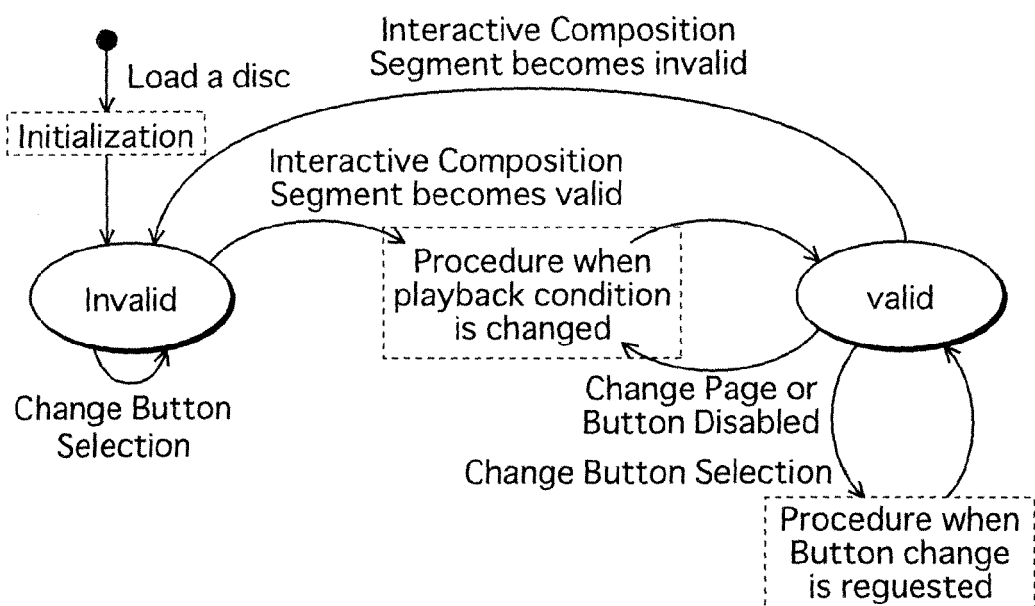 Interactive Composition
Segment becomes invalid
Load a disc
Initialization
Interactive Composition
Segment becomes valid
Invalid
Procedure when
playback condition
is changed
valid
Change Button
Selection
Change Page or
Button Disabled
Change Button Selection
Procedure when
Button change
is reguested